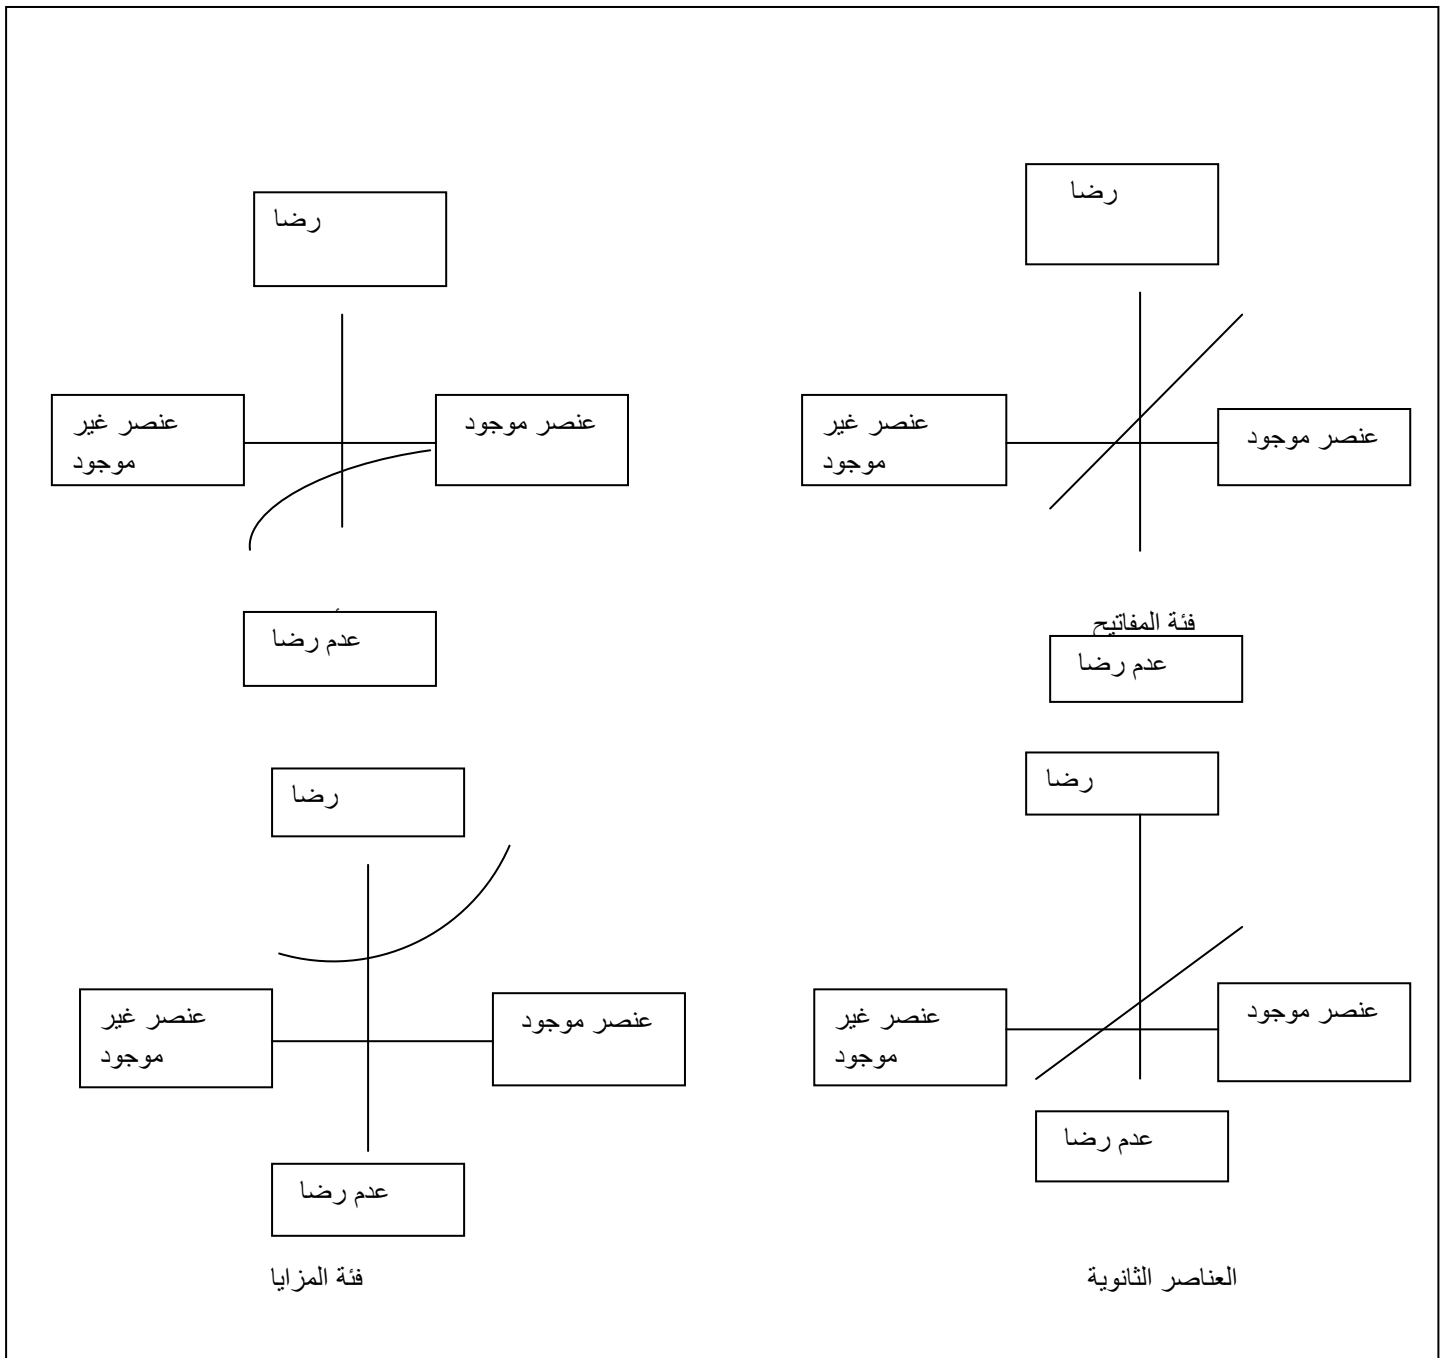 رضا
رضا
عنصر موجود
عنصر غير
موجود
عنصر موجود
عنصر غير
موجود
فئة المفاتيح
عدم رضا
عدم رضا
رضا
رضا
عنصر موجود
عنصر غير
موجود
عنصر موجود
عنصر غير
موجود
عدم رضا
عدم رضا
العناصر الثانوية
فئة المزايا